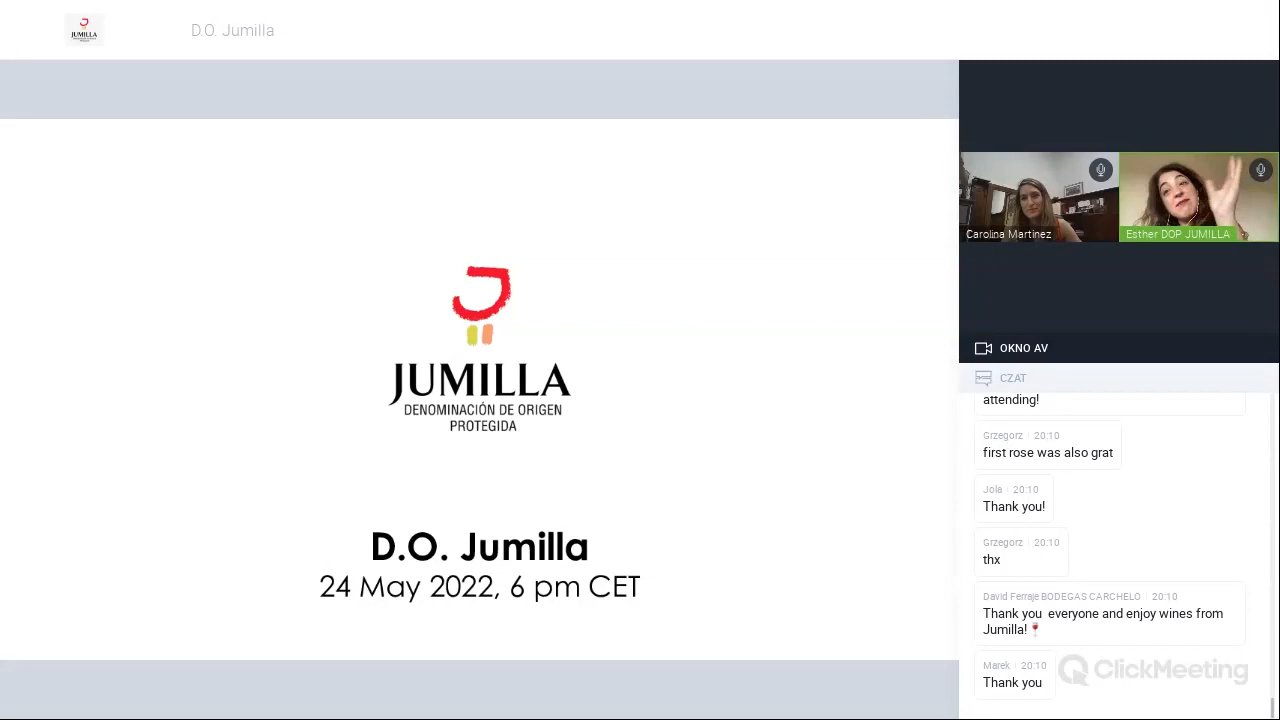 JUMILLA
D.O. Jumilla
JUMILLA
DENOMINACIÓN DE ORIGEN
PROTEGIDA
D.O. Jumilla
24 May 2022, 6 pm CET
Carolina Martinez
Esther DOP JUMILLA
OKNO AV
CZAT
attending!
Grzegorz 20:10
first rose was also grat
Jola 20:10
Thank you!
Grzegorz 20:10
thx
David Ferraje BODEGAS CARCHELO 20:10
Thank you everyone and enjoy wines from
Jumilla!🍷
Marek 20:10
Thank you
ClickMeeting